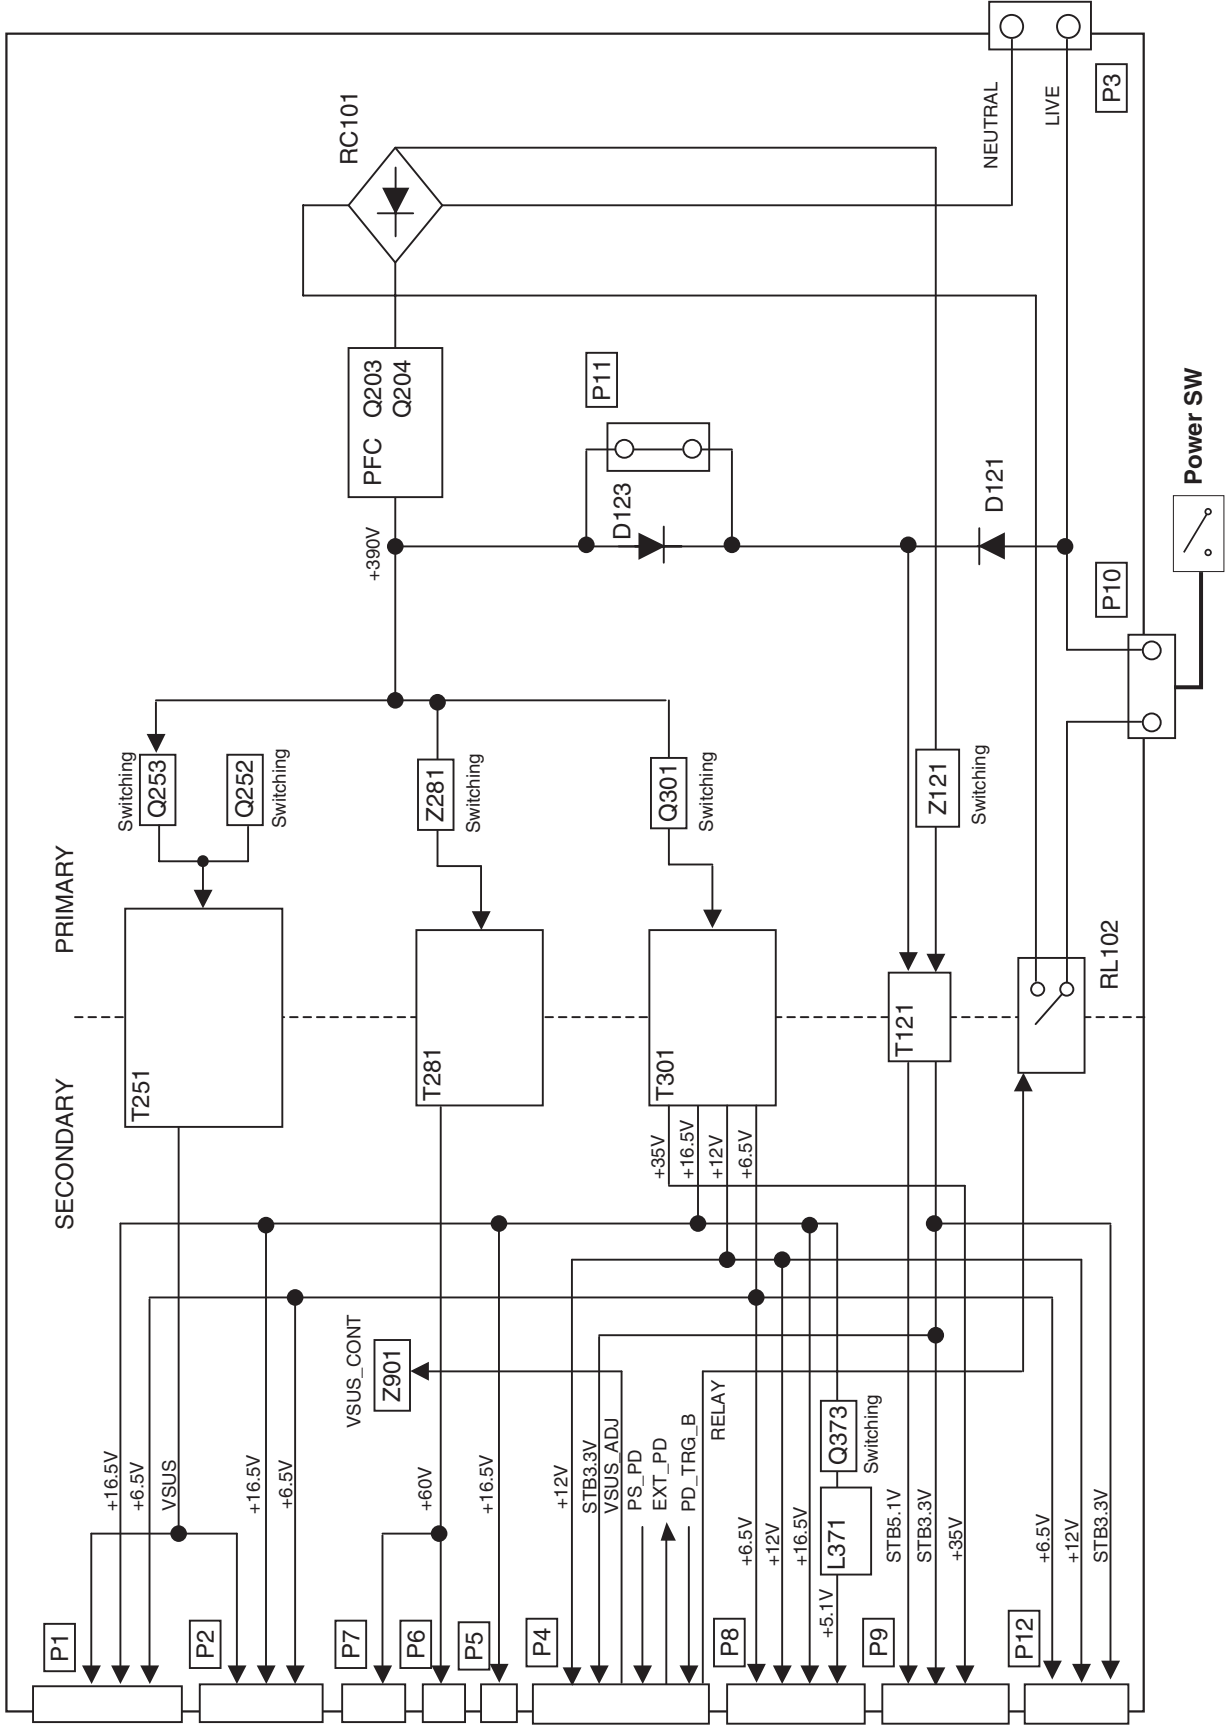 SECONDARY
PRIMARY
P1
+16.5V
+6.5V
VSUS
P2
+16.5V
+6.5V
T251
Switching
Q253
Q252
Switching
P7
P6
+60V
VSUS_CONT
Z901
T281
Z281
Switching
+390V
PFC Q203
Q204
RC101
P5
+16.5V
P4
+12V
STB3.3V
VSUS_ADJ
PS_PD
EXT_PD
PD_TRG_B
RELAY
T301
+35V
+16.5V
+12V
+6.5V
Q301
Switching
D123
P11
P8
+6.5V
+12V
+16.5V
+5.1V
L371
Q373
Switching
P9
STB5.1V
STB3.3V
+35V
T121
Z121
Switching
D121
NEUTRAL
LIVE
P3
P12
+6.5V
+12V
STB3.3V
RL102
P10
Power SW